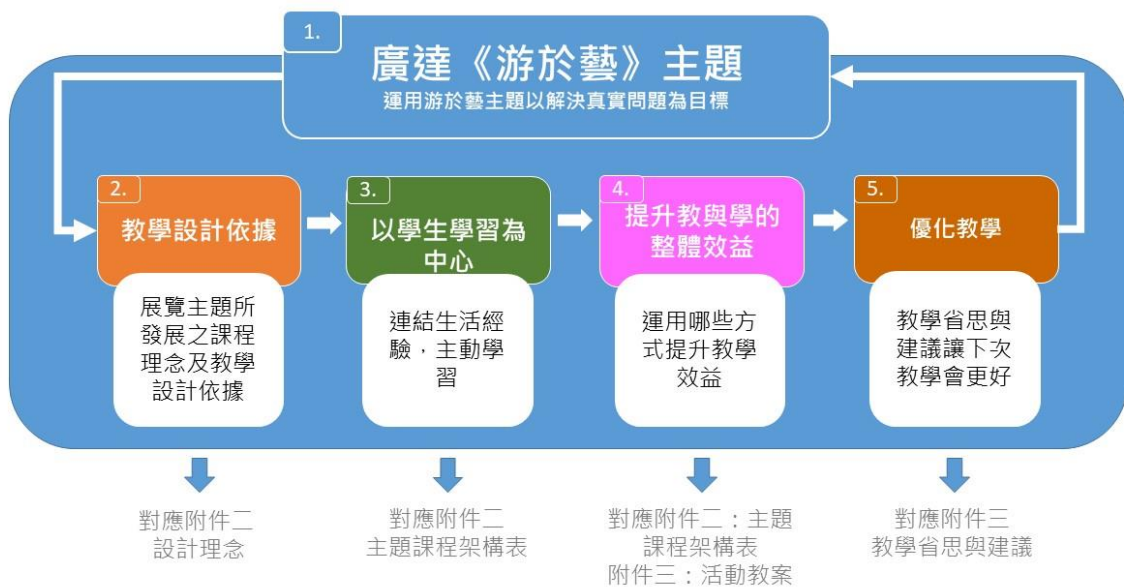 1.
廣達《游於藝》主題
運用游於藝主題以解決真實問題為目標
2.
教學設計依據
展覽主題所
發展之課程
理念及教學
設計依據
3.
以學生學習為
中心
連結生活經
驗，主動學
習
4.
提升教與學的
整體效益
運用哪些方
式提升教學
效益
5.
優化教學
教學省思與
建議讓下次
教學會更好
對應附件二
設計理念
對應附件二
主題課程架構表
對應附件二：主題
課程架構表
附件三：活動教案
對應附件三
教學省思與建議